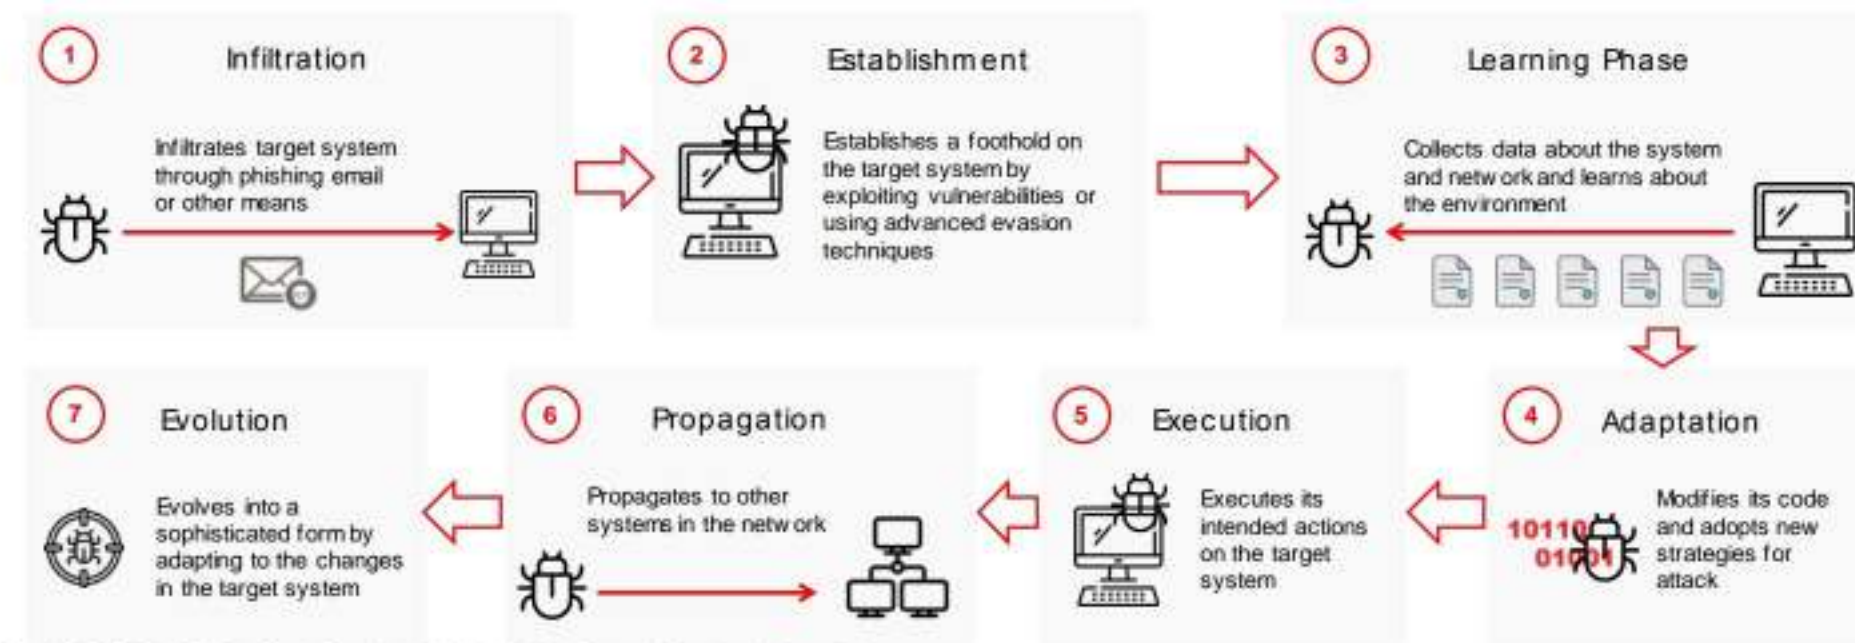 1
Infiltration
Infiltrates target system
through phishing email
or other means
2
Establishment
Establishes a foothold on
the target system by
exploiting vulnerabilities or
using advanced evasion
techniques
3
Learning Phase
Collects data about the system
and network and learns about
the environment
4
Adaptation
Modifies its code
and adopts new
strategies for
attack
10110
01001
5
Execution
Executes its
intended actions
on the target
system
6
Propagation
Propagates to other
systems in the network
7
Evolution
Evolves into a
sophisticated form by
adapting to the changes
in the target system